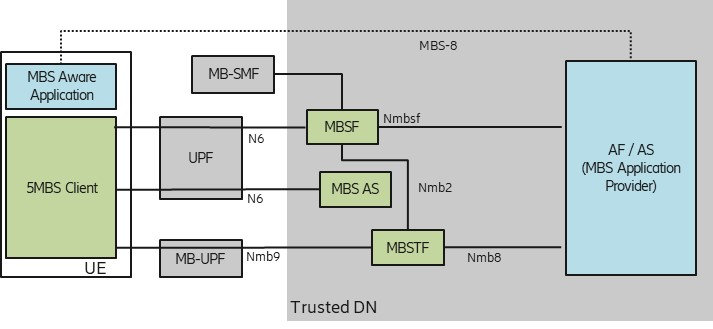 MBS-8
MBS Aware
Application
MB-SMF
MBSF
Nmbsf
N6
UPF
AF / AS
(MBS Application
Provider)
5MBS Client
MBS AS
Nmb2
N6
MBSTF
MB-UPF
Nmb9
Nmb8
UE
Trusted DN